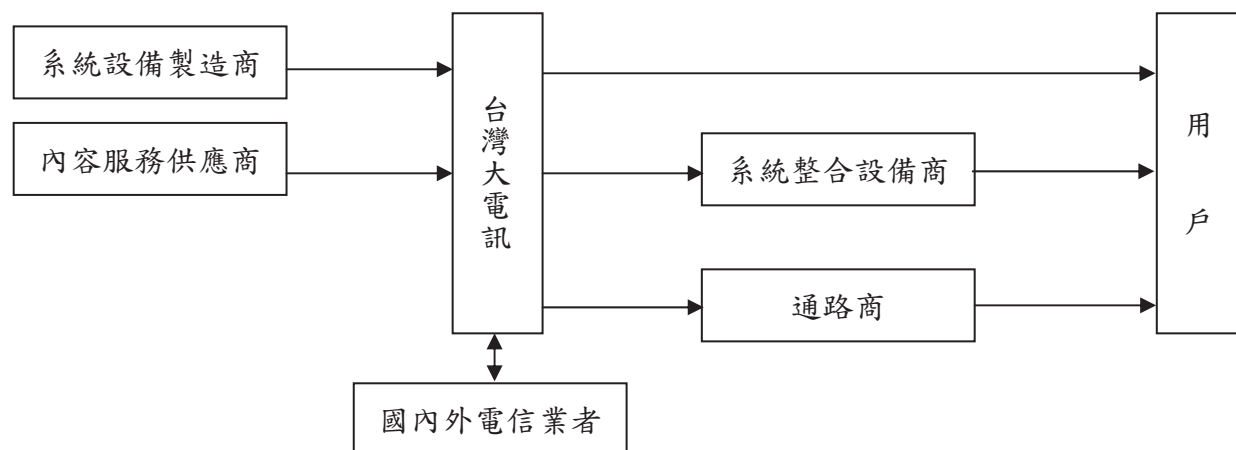 系統設備製造商
內容服務供應商
台灣大電訊
系統整合設備商
通路商
用戶
國內外電信業者